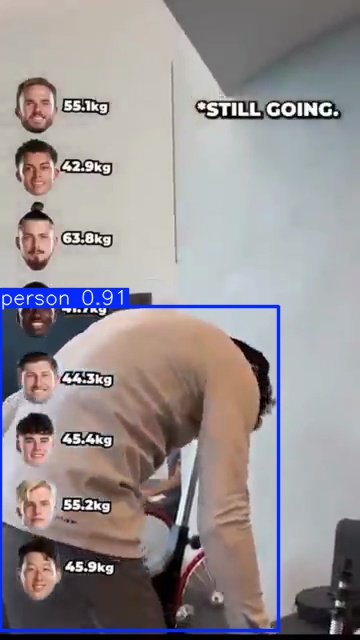 55.1kg
*STILL GOING.
42.9kg
63.8kg
person 0.91
44.3kg
45.4kg
55.2kg
45.9kg